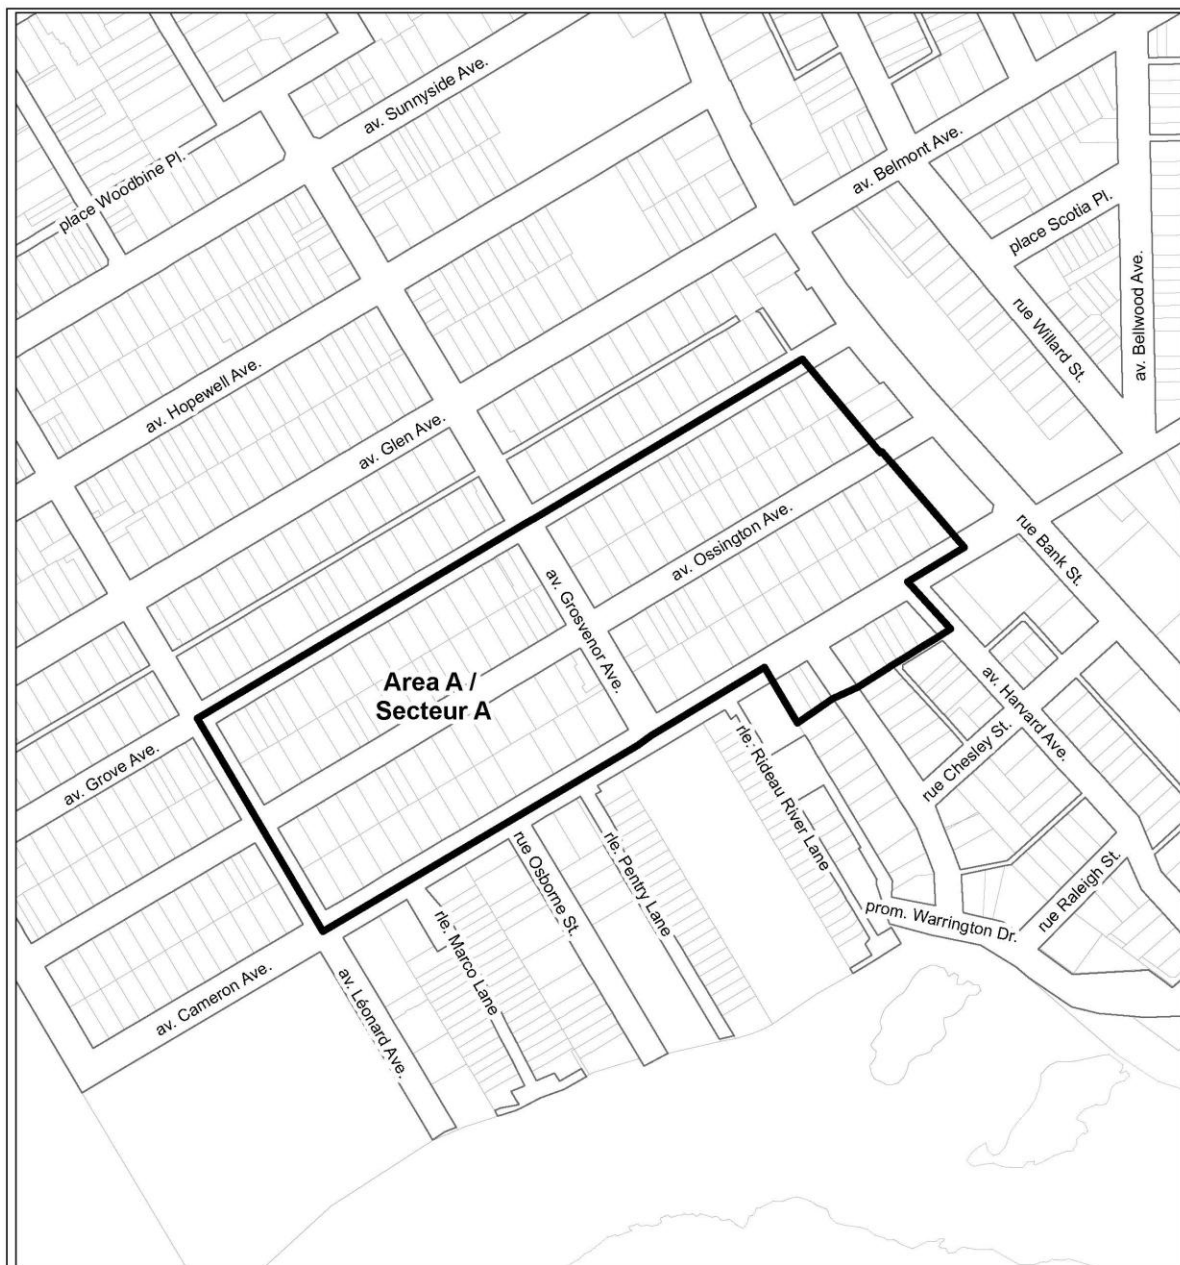 av. Sunnyside Ave.
place Woodbine Pl.
av. Belmont Ave.
place Scotia Pl.
av. Bellwood Ave.
rue Willard St.
av. Hopewell Ave.
av. Glen Ave.
av. Ossington Ave.
rue Bank St.
av. Grosvenor Ave.
Area A /
Secteur A
av. Harvard Ave.
av. Grove Ave.
rue Chesley St.
rle. Rideau River Lane
rue Osborne St.
rle. Pentry Lane
rue Raleigh St.
prom. Warrington Dr.
rle. Marco Lane
av. Cameron Ave.
av. Léonard Ave.